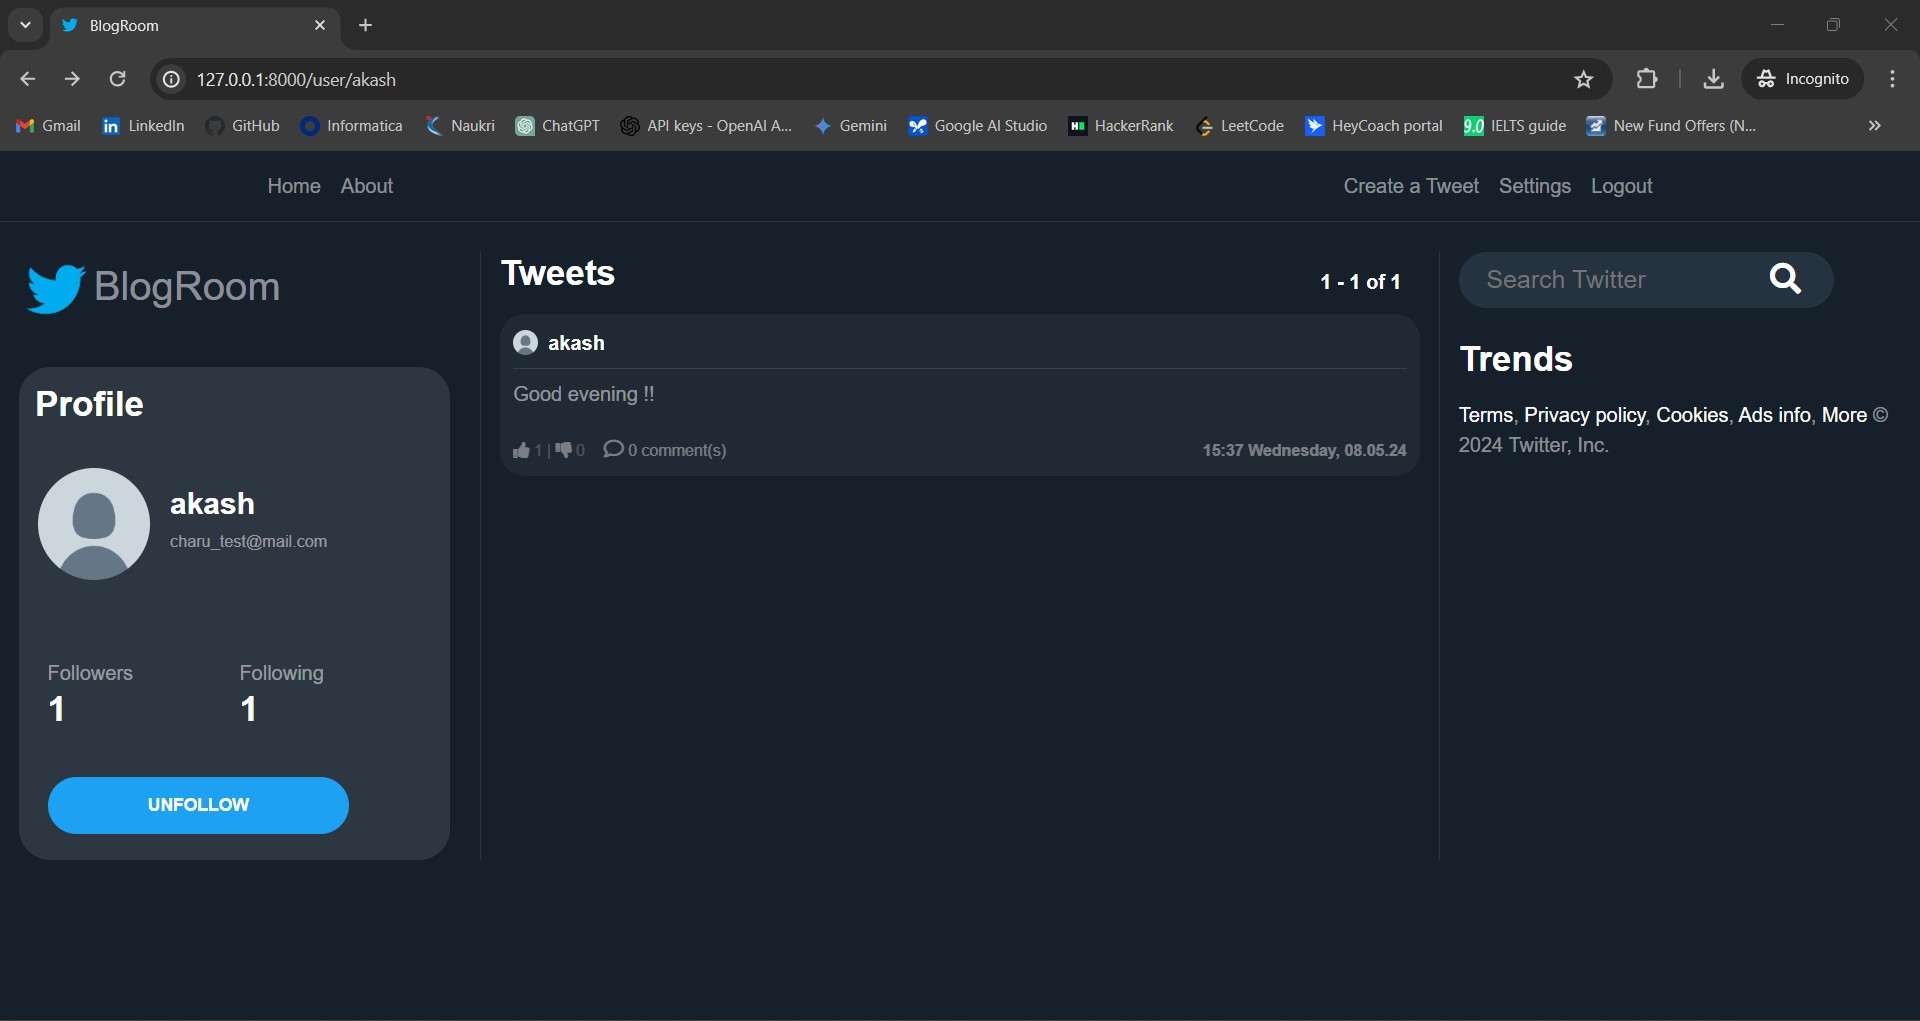 BlogRoom
127.0.0.1:8000/user/akash
Incognito
Gmail LinkedIn GitHub Informatica Naukri ChatGPT API keys - OpenAI A... Gemini Google AI Studio HackerRank LeetCode HeyCoach portal 9.0 IELTS guide New Fund Offers (N...
Home About Create a Tweet Settings Logout
BlogRoom
Profile
akash
charu_test@mail.com
Followers Following
1 1
UNFOLLOW
Tweets
1 - 1 of 1
akash
Good evening !!
1 | 0 0 comment(s) 15:37 Wednesday, 08.05.24
Search Twitter
Trends
Terms, Privacy policy, Cookies, Ads info, More ©
2024 Twitter, Inc.